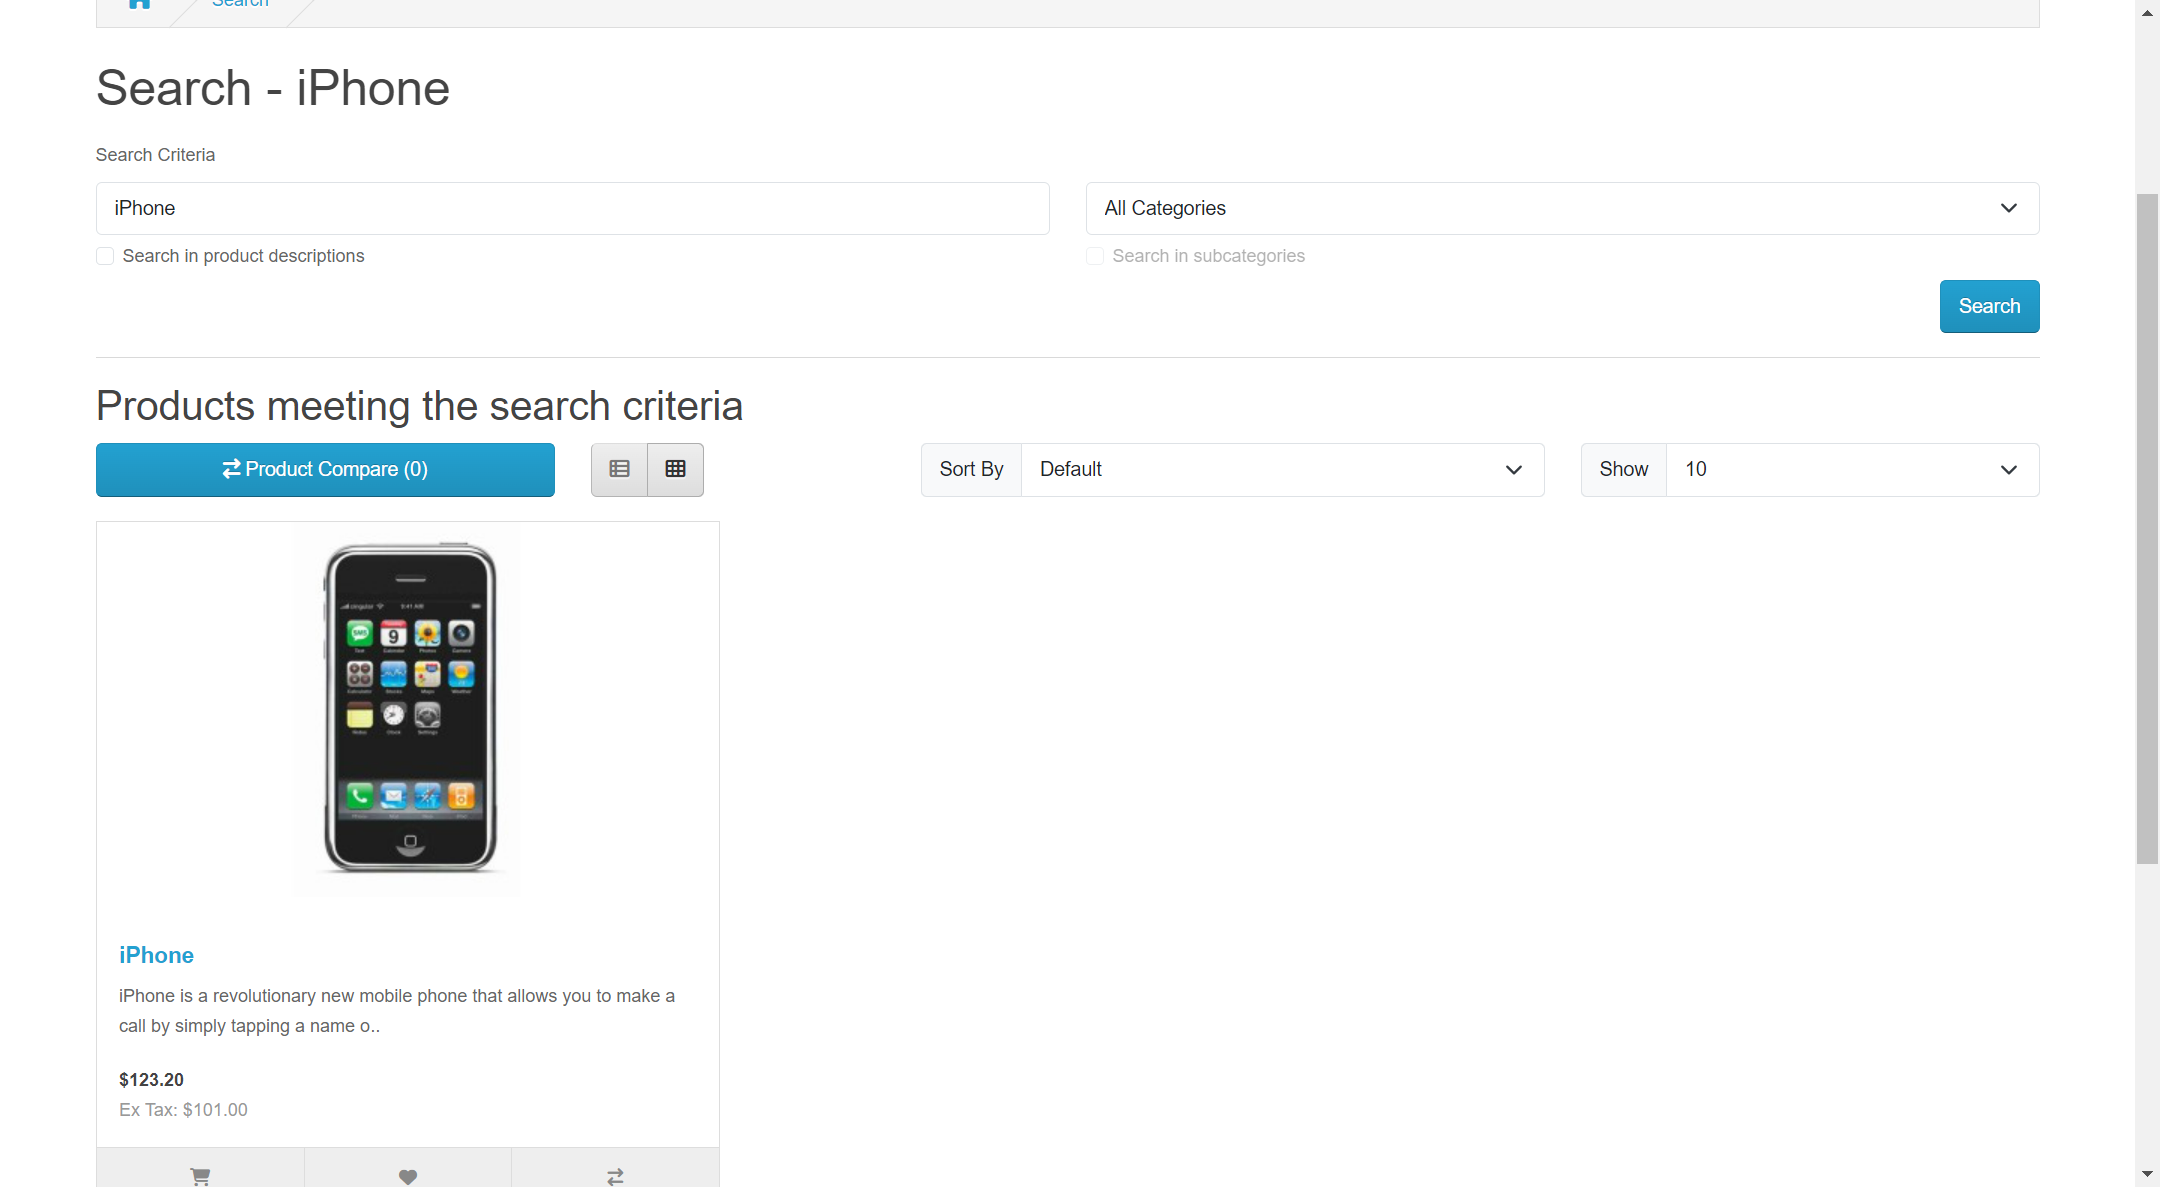 Search
Search - iPhone
Search Criteria
iPhone
All Categories
Search in product descriptions
Search in subcategories
Search
Products meeting the search criteria
Product Compare (0)
Sort By
Default
Show
10
9
iPhone
iPhone is a revolutionary new mobile phone that allows you to make a
call by simply tapping a name o..
$123.20
Ex Tax: $101.00